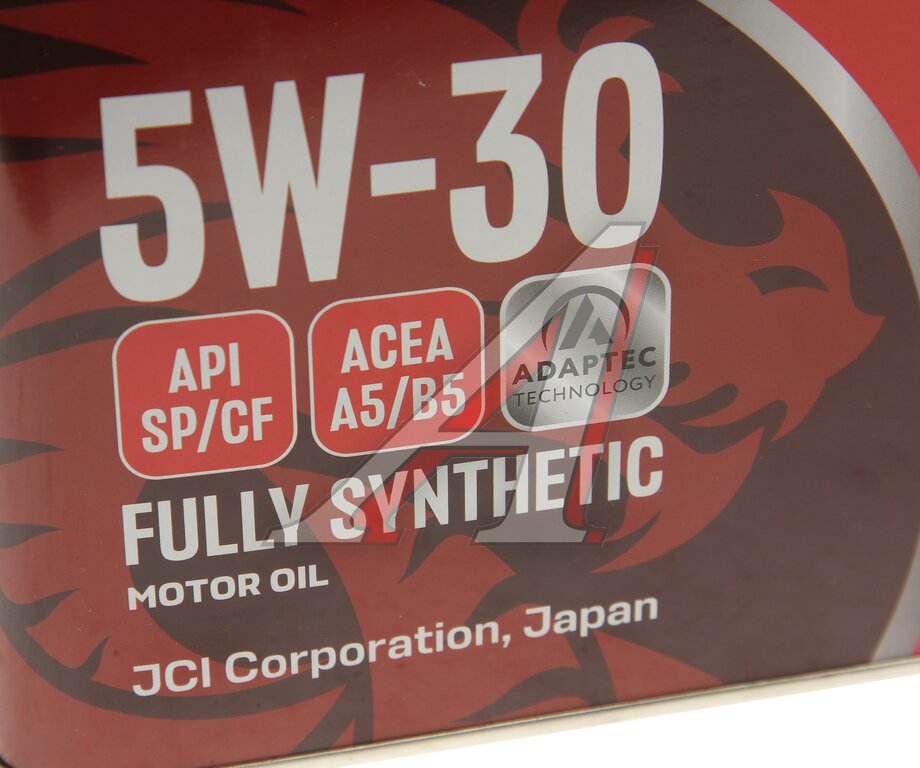 5W-30
API
SP/CF
ACEA
A5/B5
ADAPTEC
TECHNOLOGY
FULLY SYNTHETIC
MOTOR OIL
JCI Corporation, Japan